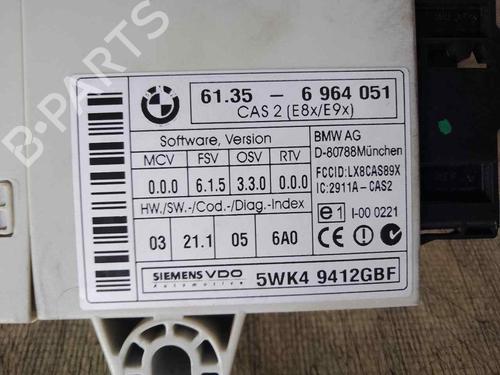 B-PARTS
BMW
61.35 - 6 964 051
CAS 2 (E8x/E9x)
Software, Version
MCV FSV OSV RTV
0.0.0 6.1.5 3.3.0 0.0.0
HW./SW.-/Cod.-/Diag.-Index
03 21.1 05 6A0
BMW AG
D-80788München
FCCID:LX8CAS89X
IC:2911A-CAS2
e1 I-00 0221
SIEMENS VDO
Automotive
5WK4 9412GBF